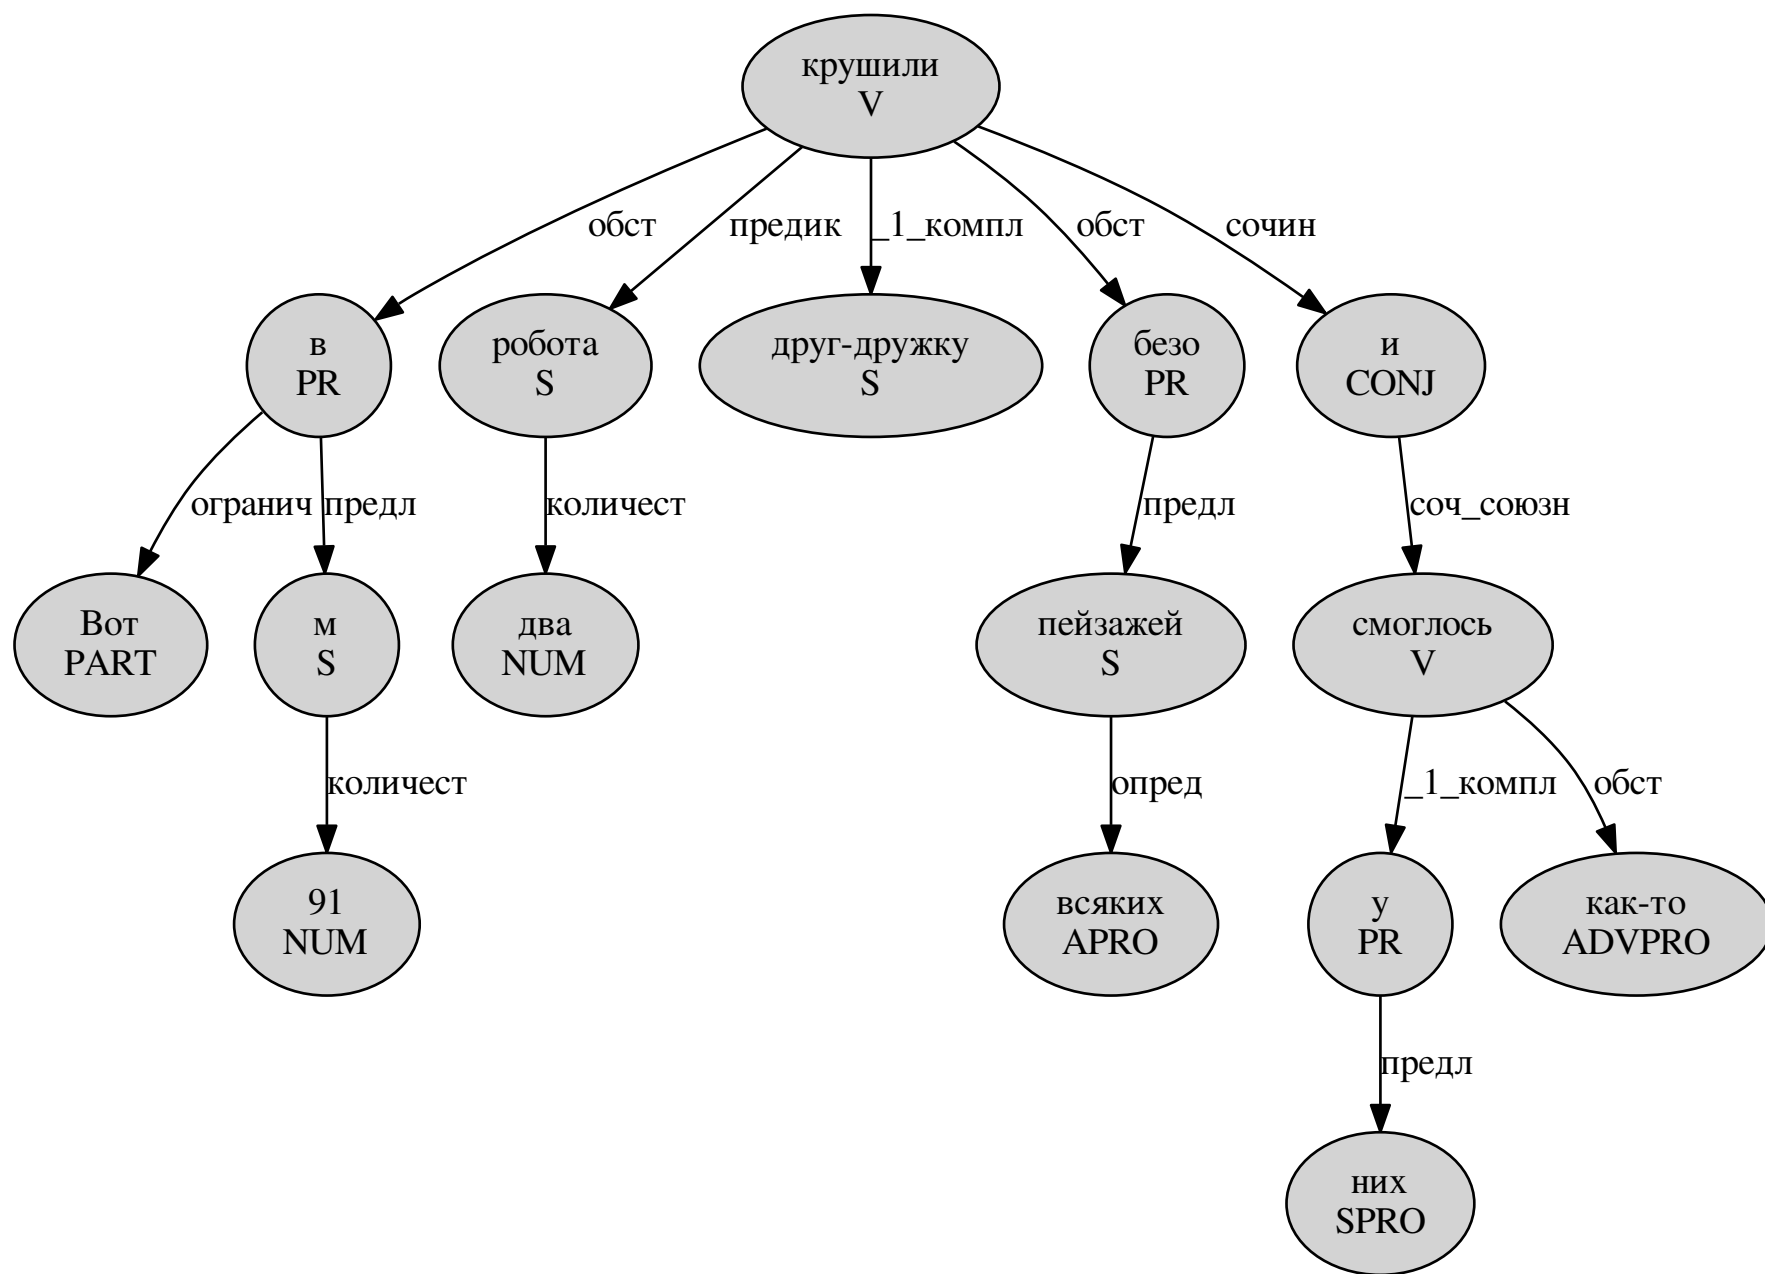 крушили
V
обст
предик
_1_компл
обст
сочин
в
PR
робота
S
друг-дружку
S
безо
PR
и
CONJ
огранич
предл
количест
предл
соч_союзн
Вот
PART
м
S
два
NUM
пейзажей
S
смоглось
V
количест
опред
_1_компл
обст
91
NUM
всяких
APRO
у
PR
как-то
ADVPRO
предл
них
SPRO